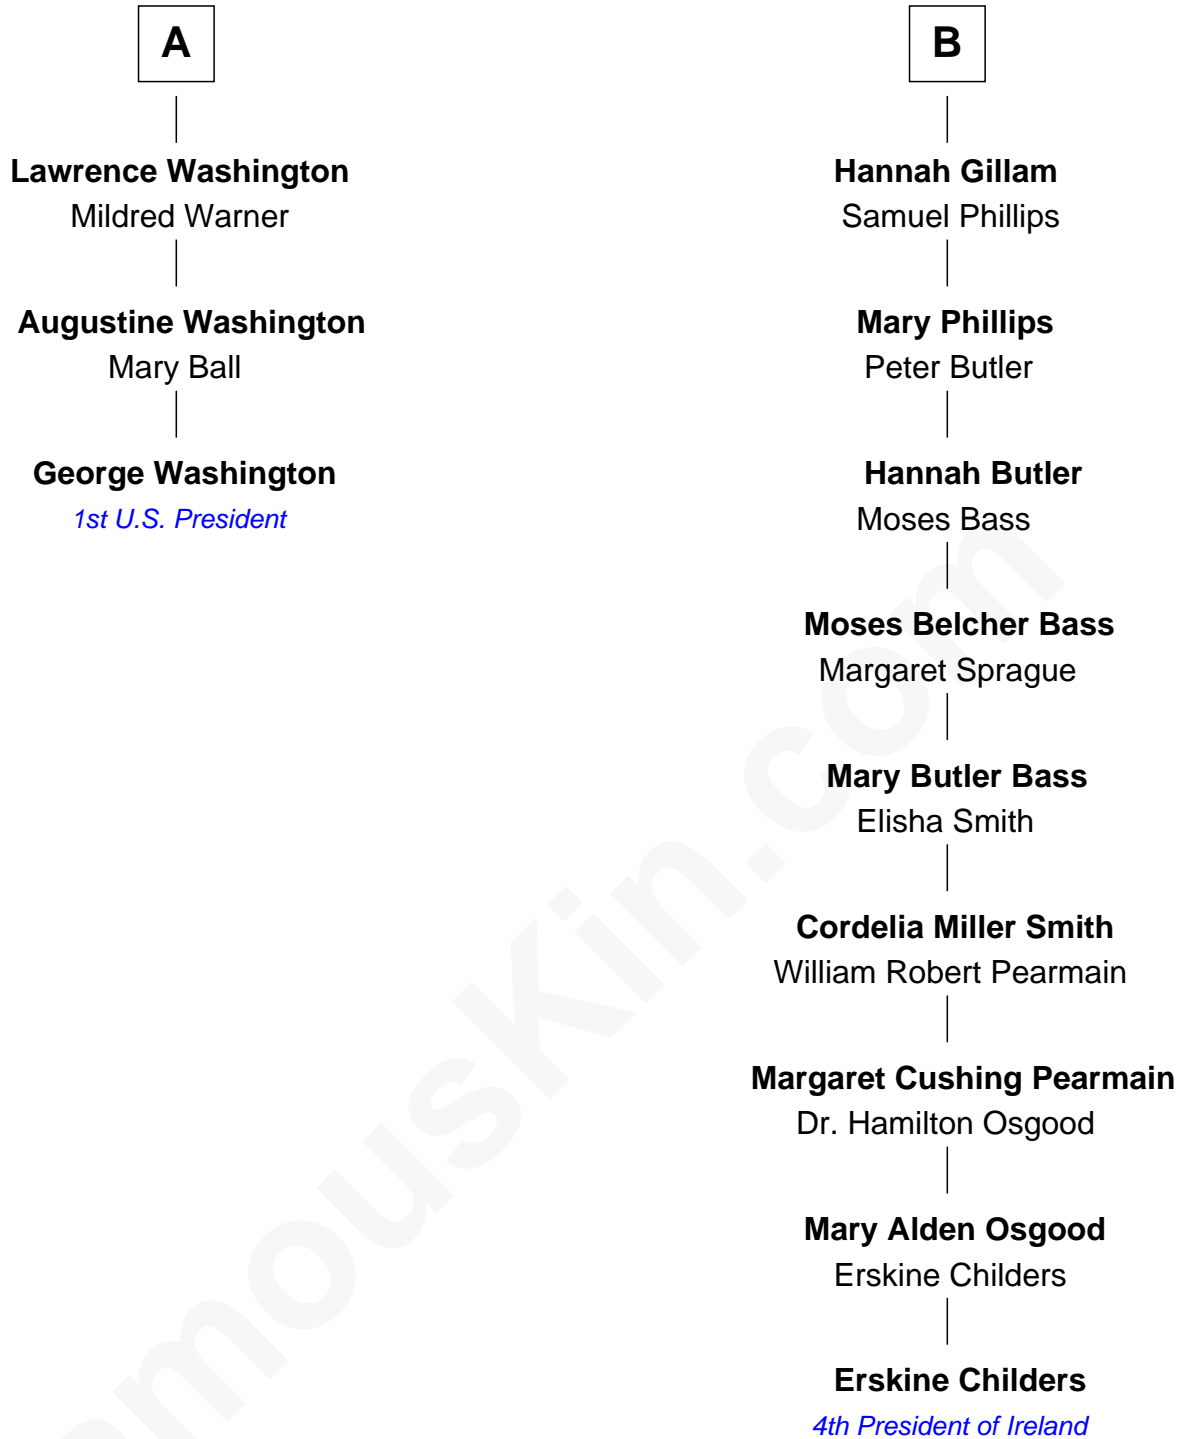 A
Lawrence Washington
Mildred Warner
Augustine Washington
Mary Ball
George Washington
1st U.S. President
B
Hannah Gillam
Samuel Phillips
Mary Phillips
Peter Butler
Hannah Butler
Moses Bass
Moses Belcher Bass
Margaret Sprague
Mary Butler Bass
Elisha Smith
Cordelia Miller Smith
William Robert Pearmain
Margaret Cushing Pearmain
Dr. Hamilton Osgood
Mary Alden Osgood
Erskine Childers
Erskine Childers
4th President of Ireland
amouskin.com